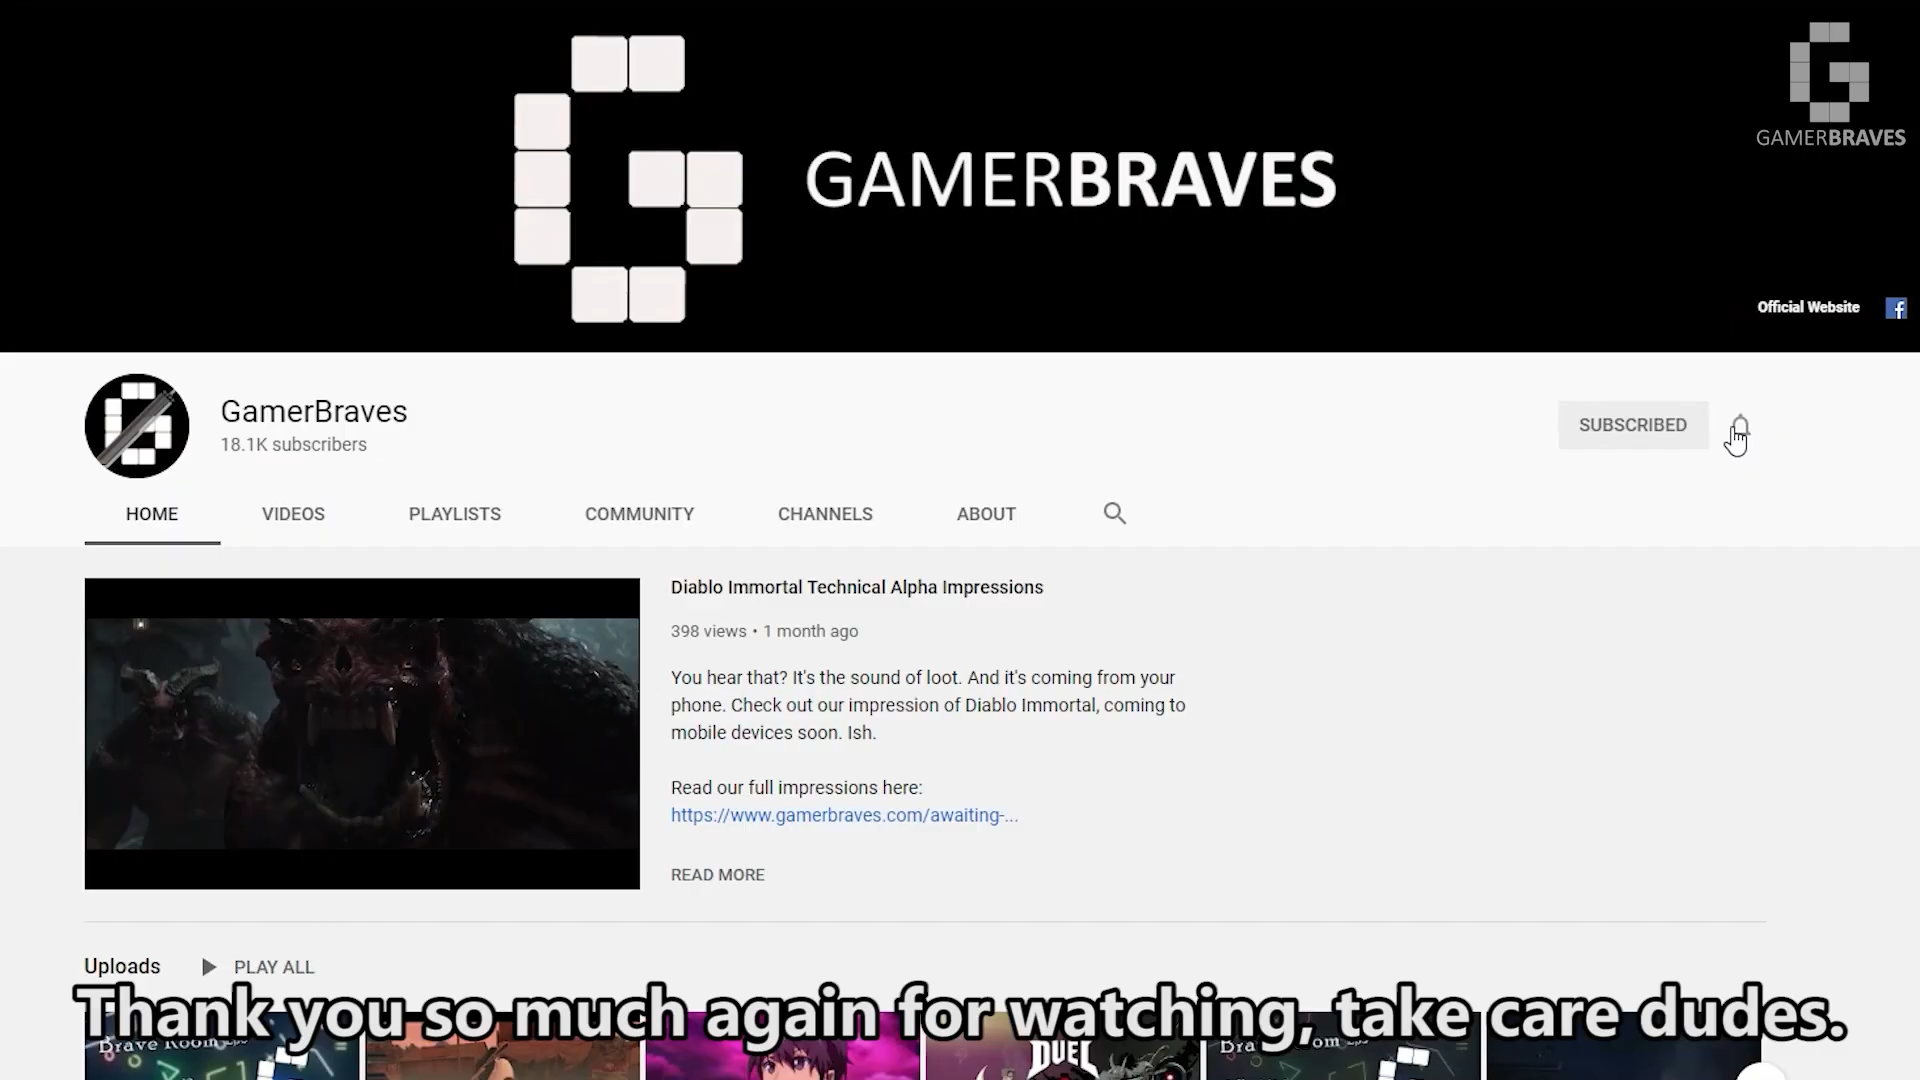 GAMERBRAVES
GAMERBRAVES
Official Website
GamerBraves
18.1K subscribers
SUBSCRIBED
HOME VIDEOS PLAYLISTS COMMUNITY CHANNELS ABOUT
Diablo Immortal Technical Alpha Impressions
398 views • 1 month ago
You hear that? It's the sound of loot. And it's coming from your
phone. Check out our impression of Diablo Immortal, coming to
mobile devices soon. Ish.
Read our full impressions here:
https://www.gamerbraves.com/awaiting-...
READ MORE
Uploads PLAY ALL
Thank you so much again for watching, take care dudes.
Brave Room
DUEL